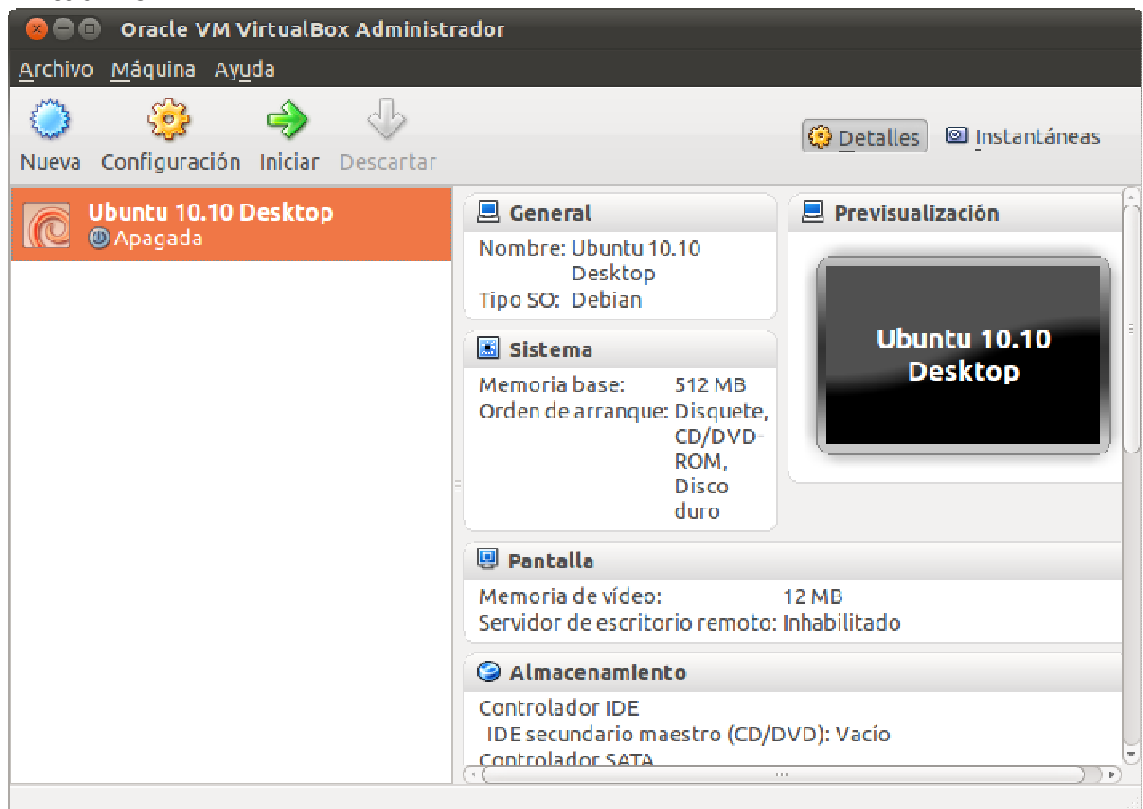 Oracle VM VirtualBox Administrador
Archivo Máquina Ayuda
Nueva Configuración Iniciar Descartar
Detalles Instantáneas
Ubuntu 10.10 Desktop
Apagada
General
Nombre: Ubuntu 10.10
Desktop
Tipo SO: Debian
Previsualización
Ubuntu 10.10
Desktop
Sistema
Memoria base: 512 MB
Orden de arranque: Disquete,
CD/DVD-
ROM,
Disco
duro
Pantalla
Memoria de vídeo: 12 MB
Servidor de escritorio remoto: Inhabilitado
Almacenamiento
Controlador IDE
IDE secundario maestro (CD/DVD): Vacío
Controlador SATA